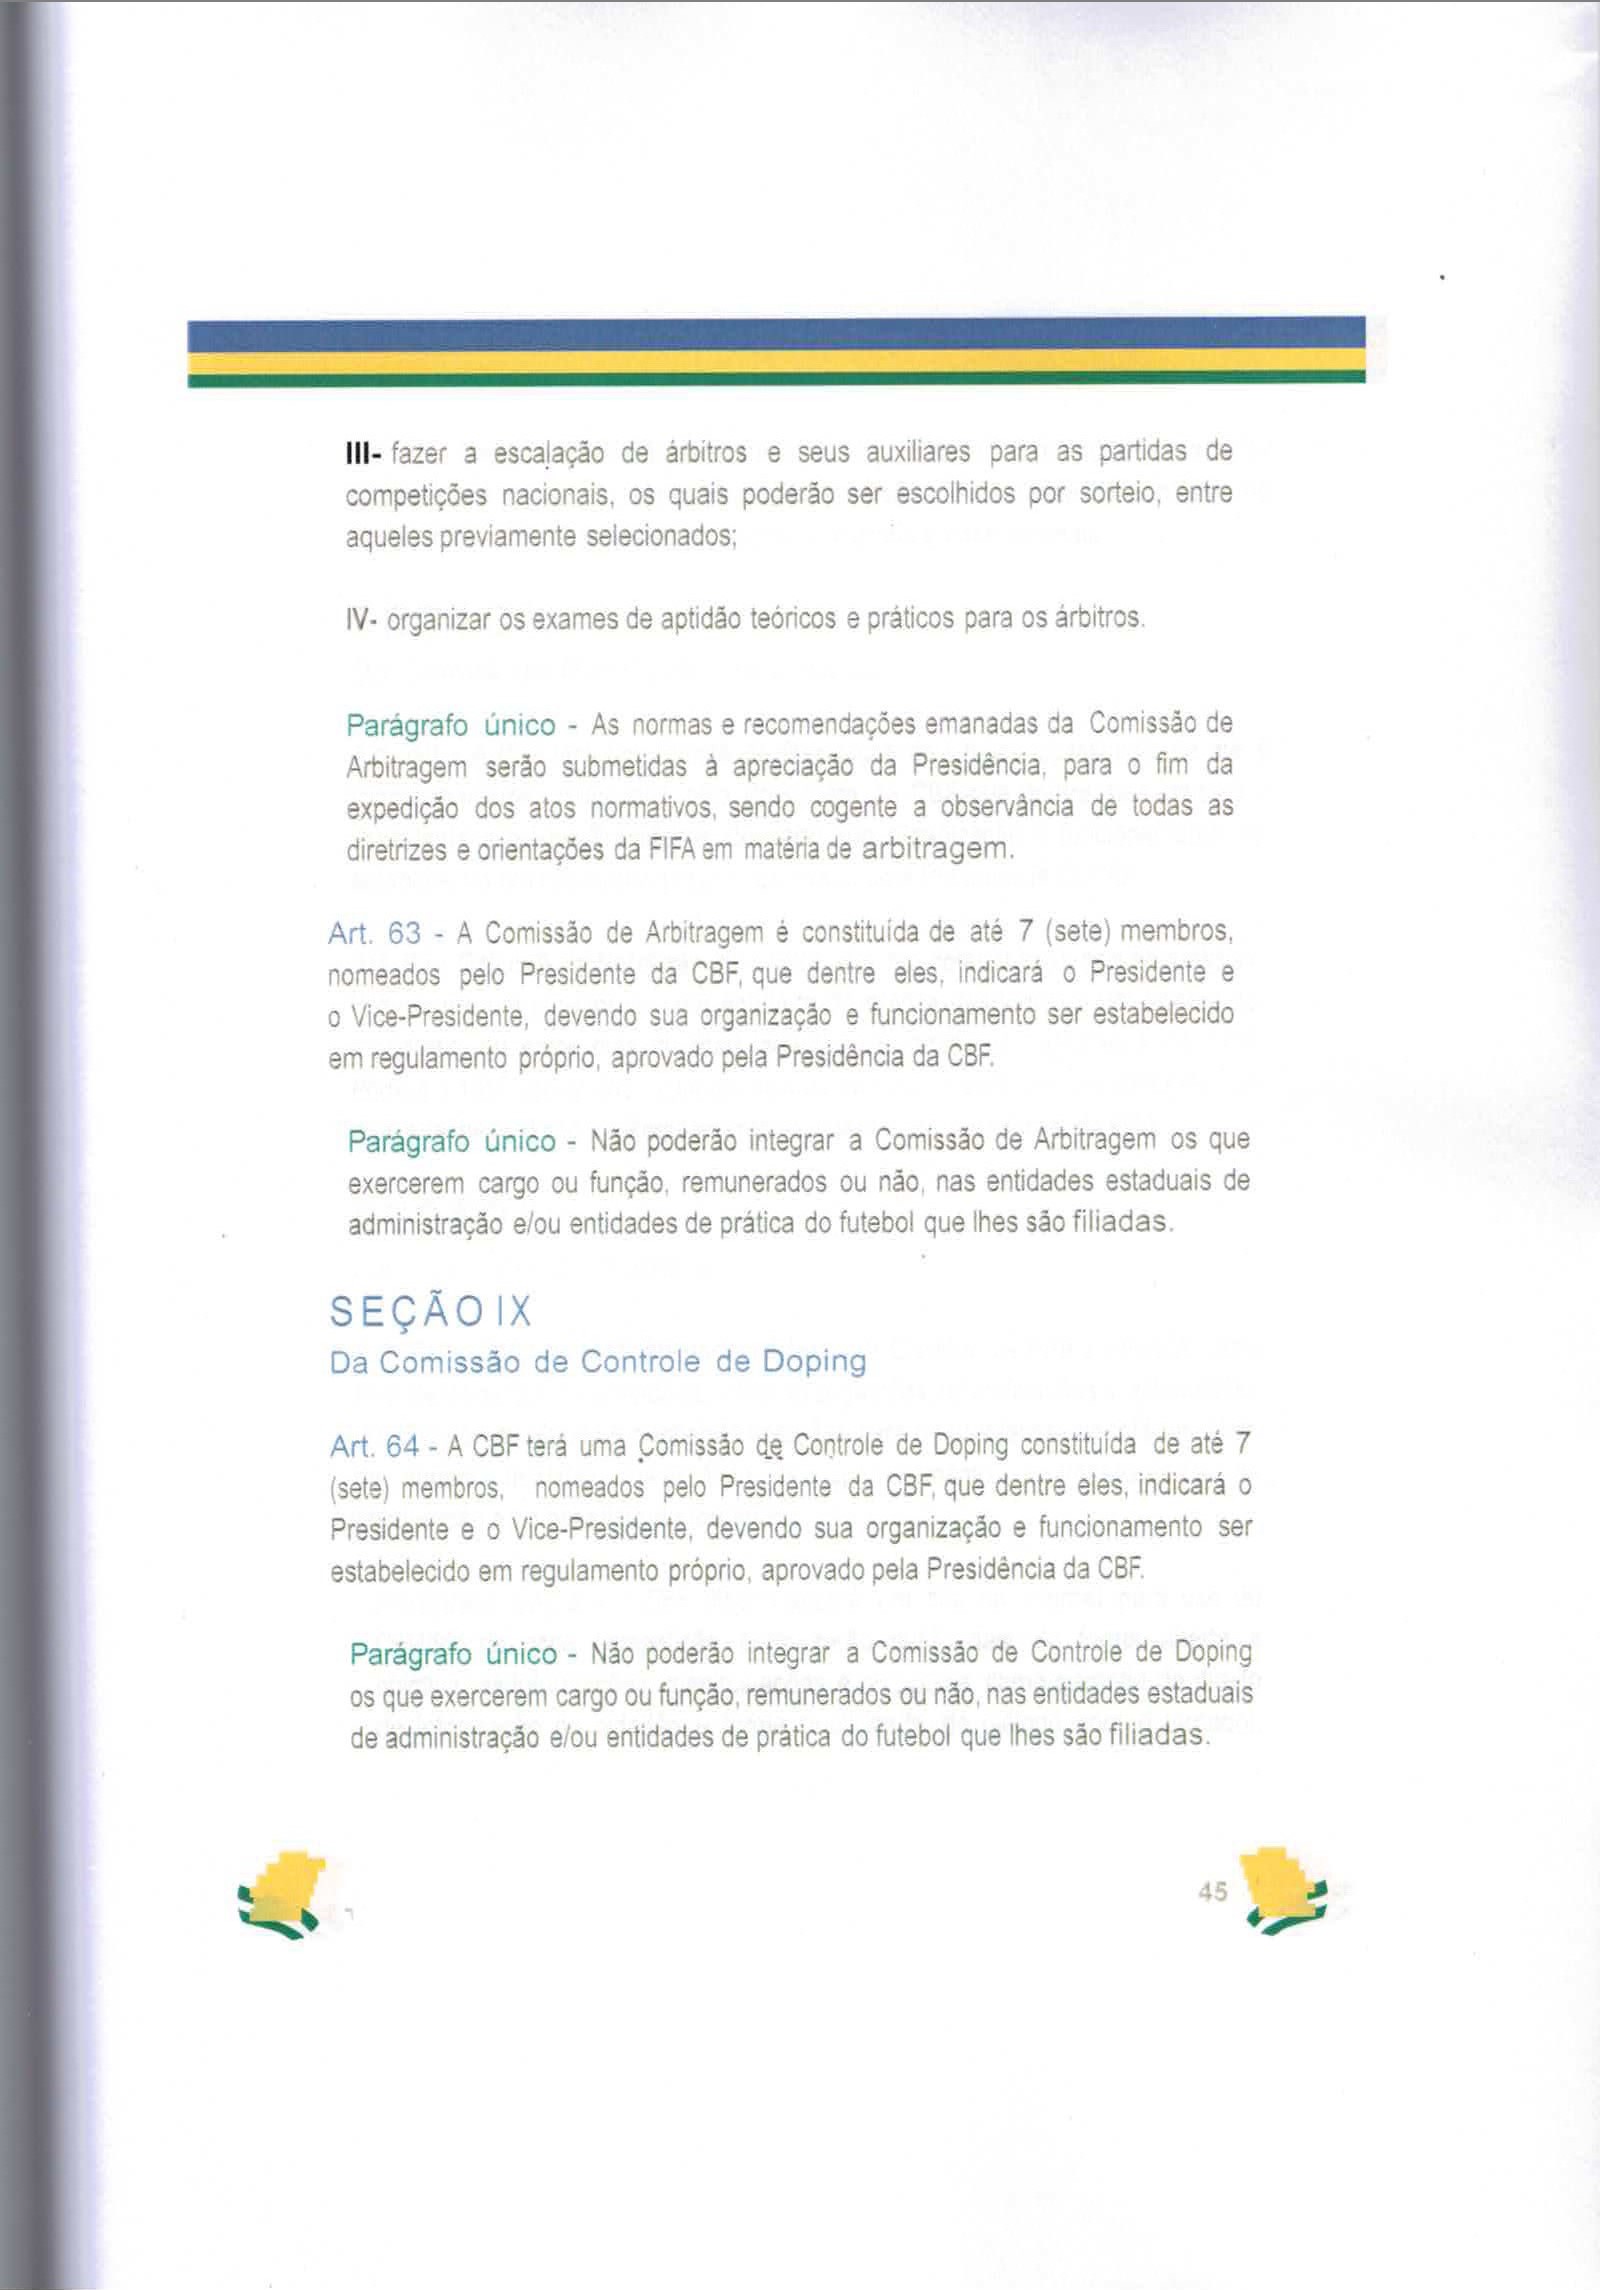 III- fazer a escalação de árbitros e seus auxiliares para as partidas de
competições nacionais, os quais poderão ser escolhidos por sorteio, entre
aqueles previamente selecionados;
IV- organizar os exames de aptidão teóricos e práticos para os árbitros.
Parágrafo único - As normas e recomendações emanadas da Comissão de
Arbitragem serão submetidas à apreciação da Presidência, para o fim da
expedição dos atos normativos, sendo cogente a observância de todas as
diretrizes e orientações da FIFA em matéria de arbitragem.
Art. 63 - A Comissão de Arbitragem é constituída de até 7 (sete) membros,
nomeados pelo Presidente da CBF, que dentre eles, indicará o Presidente e
o Vice-Presidente, devendo sua organização e funcionamento ser estabelecido
em regulamento próprio, aprovado pela Presidência da CBF.
Parágrafo único - Não poderão integrar a Comissão de Arbitragem os que
exercerem cargo ou função, remunerados ou não, nas entidades estaduais de
administração e/ou entidades de prática do futebol que lhes são filiadas.
SEÇÃO IX
Da Comissão de Controle de Doping
Art. 64 - A CBF terá uma Comissão de Controle de Doping constituída de até 7
(sete) membros, nomeados pelo Presidente da CBF, que dentre eles, indicará o
Presidente e o Vice-Presidente, devendo sua organização e funcionamento ser
estabelecido em regulamento próprio, aprovado pela Presidência da CBF.
Parágrafo único - Não poderão integrar a Comissão de Controle de Doping
os que exercerem cargo ou função, remunerados ou não, nas entidades estaduais
de administração e/ou entidades de prática do futebol que lhes são filiadas.
45